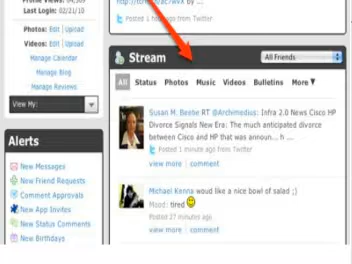 Last Login: 02/21/10
Photos: Edit | Upload
Videos: Edit | Upload
Manage Calendar
Manage Blog
Manage Reviews
View My:
Alerts
New Messages
New Friend Requests
Comment Approvals
New App Invites
New Status Comments
New Birthdays
by ...
Posted 1 hour ago from Twitter
Stream
All Friends
All Status Photos Music Videos Bulletins More
Susan M. Beebe RT @Archimedius: Infra 2.0 News Cisco HP
Divorce Signals New Era: The much anticipated divorce
between Cisco and HP that was announ... h ...
Posted 1 minute ago from Twitter
view more | comment
Michael Kenna woud like a nice bowl of salad ;)
Mood: tired
Posted 27 minutes ago
view more | comment